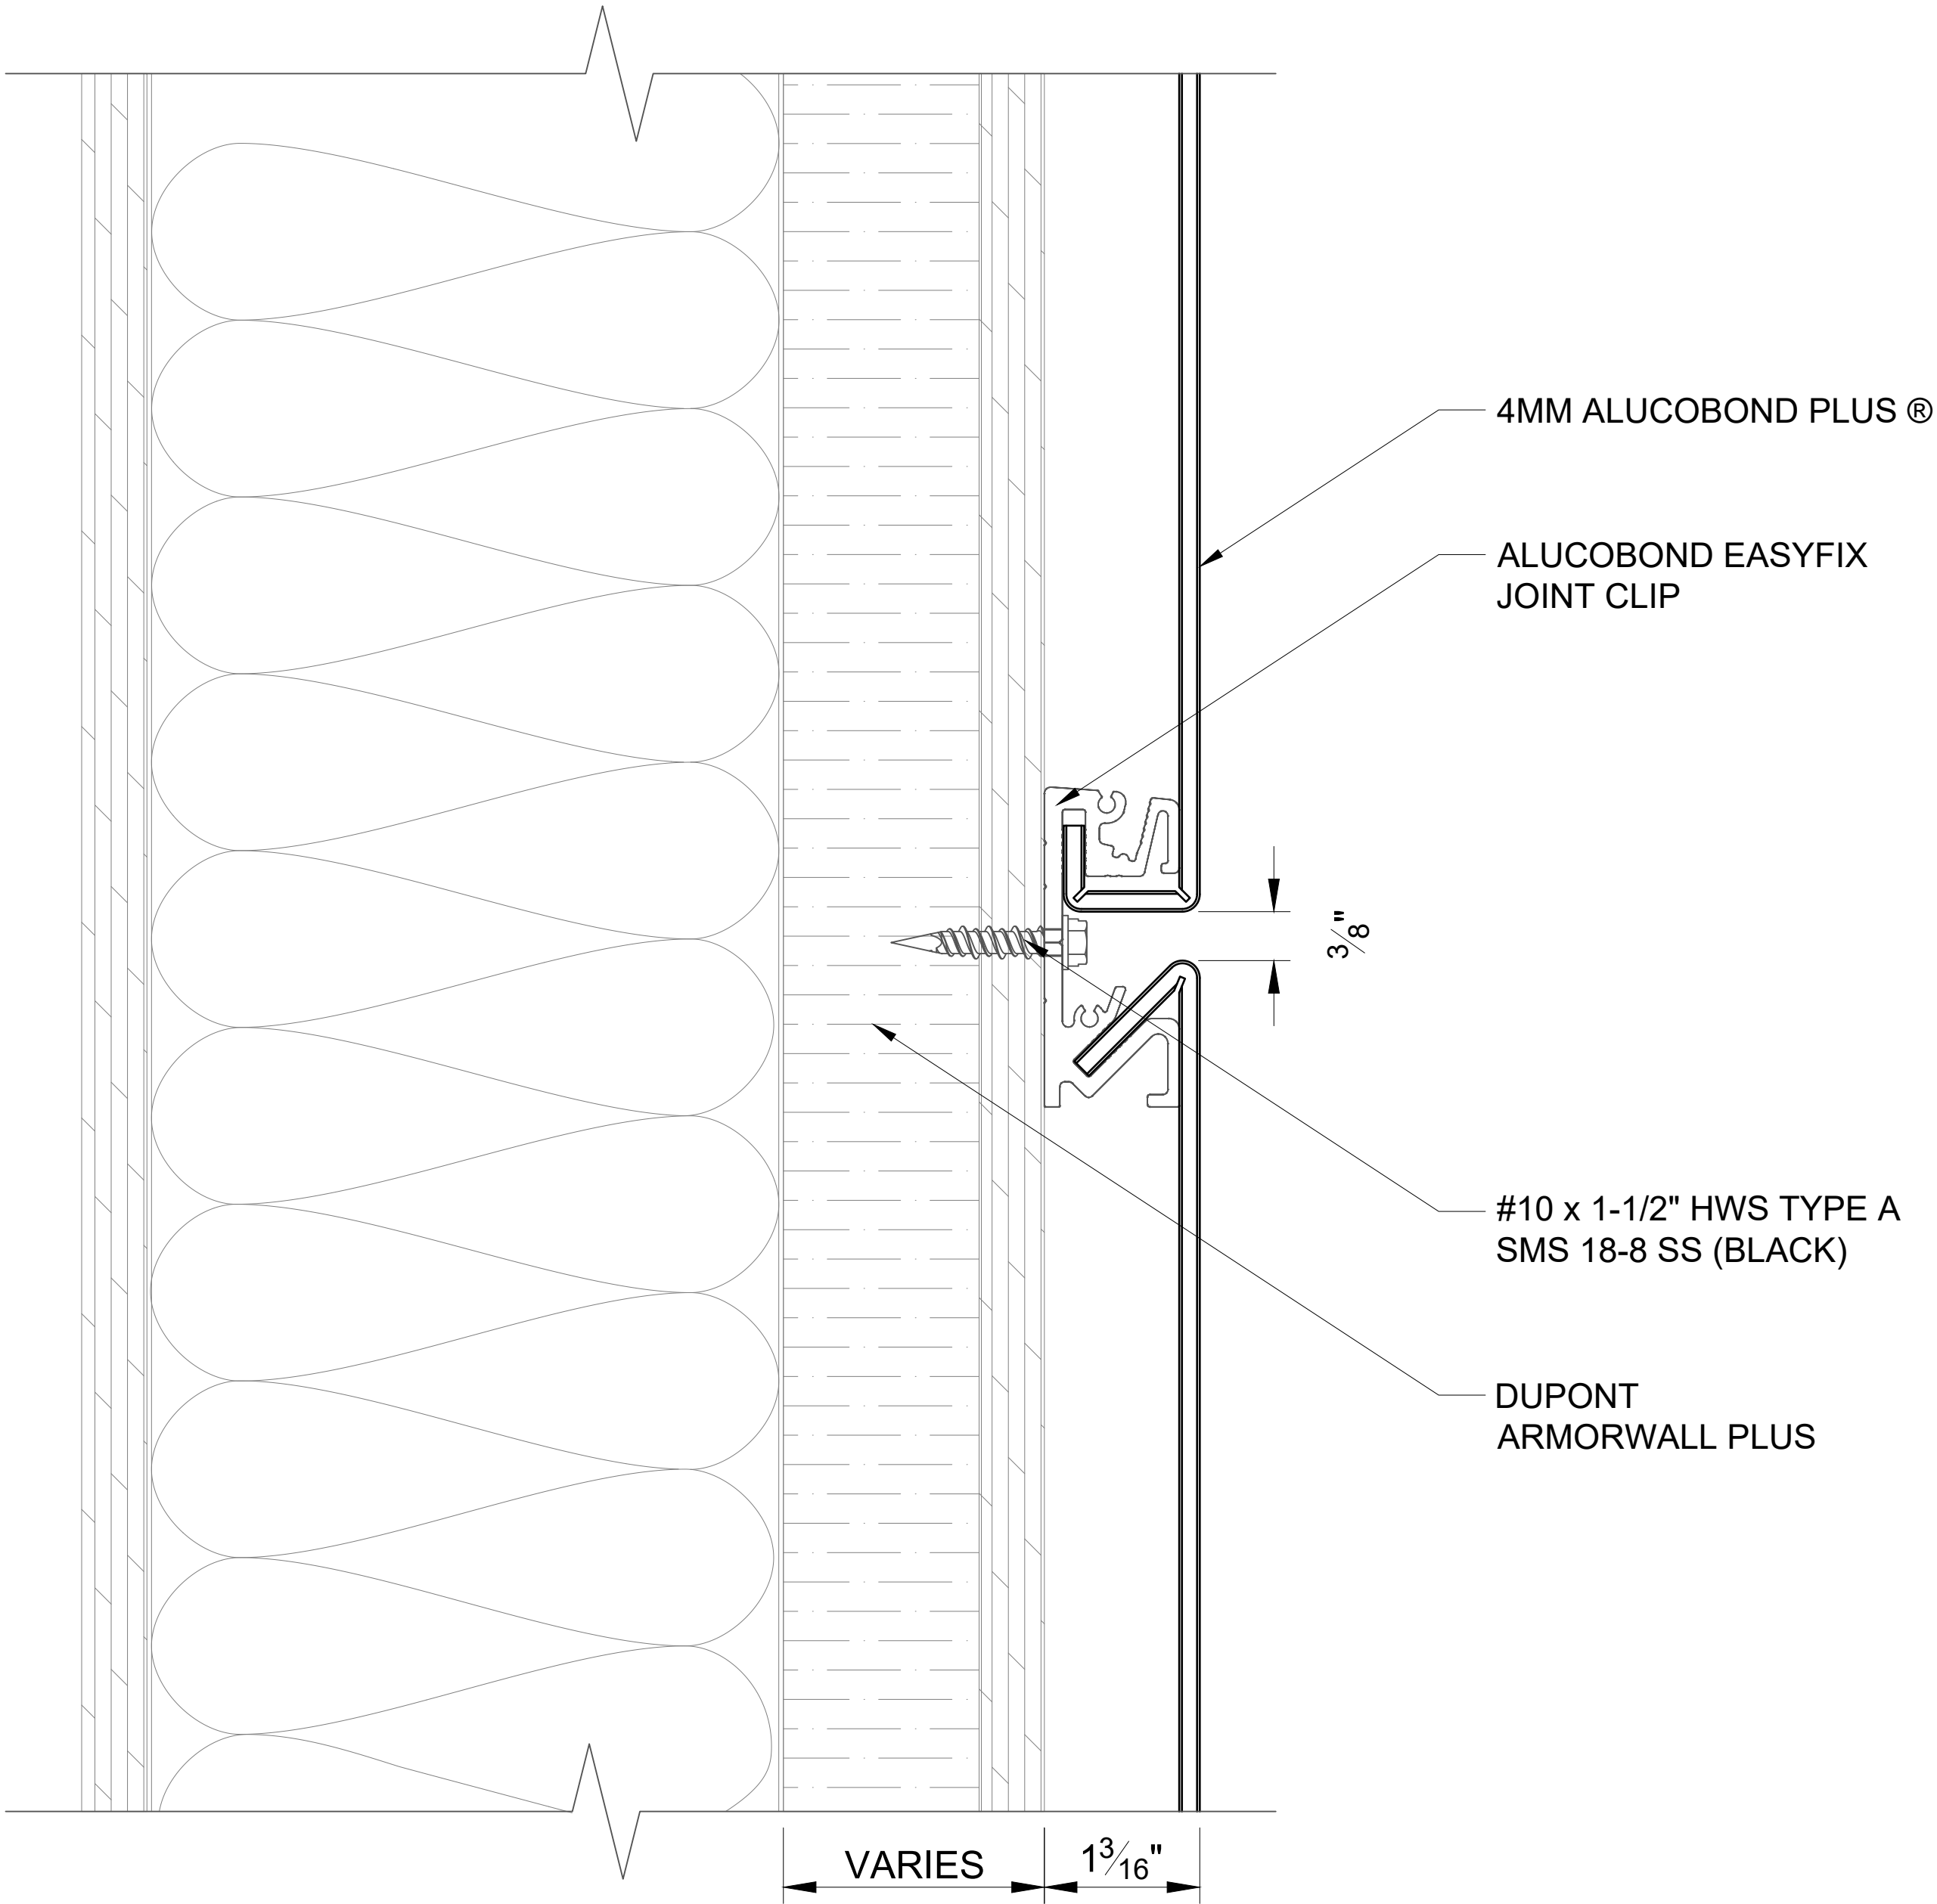 4MM ALUCOBOND PLUS ®
ALUCOBOND EASYFIX
JOINT CLIP
3/8"
#10 x 1-1/2" HWS TYPE A
SMS 18-8 SS (BLACK)
DUPONT
ARMORWALL PLUS
VARIES
1 3/16"